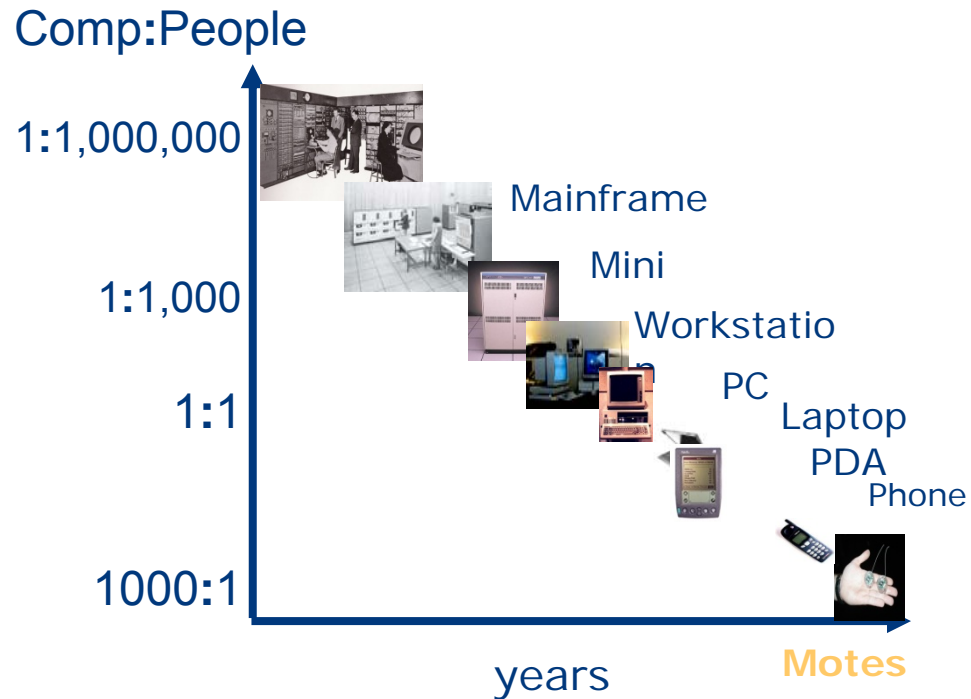 Comp:People
1:1,000,000
Mainframe
Mini
1:1,000
Workstatio
n
PC
1:1
Laptop
PDA
Phone
1000:1
years
Motes